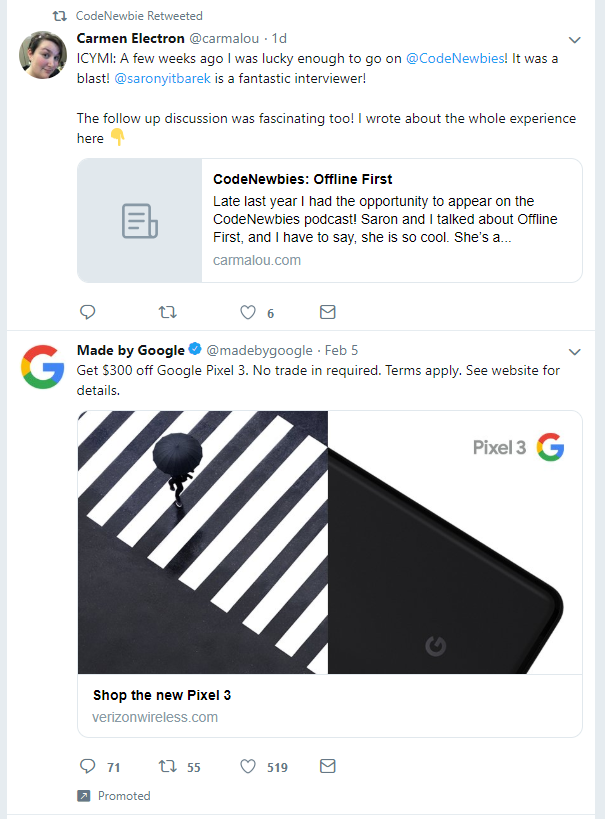 CodeNewbie Retweeted
Carmen Electron @carmalou · 1d
ICYMI: A few weeks ago I was lucky enough to go on @CodeNewbies! It was a
blast! @saronyitbarek is a fantastic interviewer!
The follow up discussion was fascinating too! I wrote about the whole experience
here 👇
CodeNewbies: Offline First
Late last year I had the opportunity to appear on the
CodeNewbies podcast! Saron and I talked about Offline
First, and I have to say, she is so cool. She's a...
carmalou.com
6
Made by Google @madebygoogle · Feb 5
Get $300 off Google Pixel 3. No trade in required. Terms apply. See website for
details.
Pixel 3 G
G
Shop the new Pixel 3
verizonwireless.com
71 55 519
Promoted